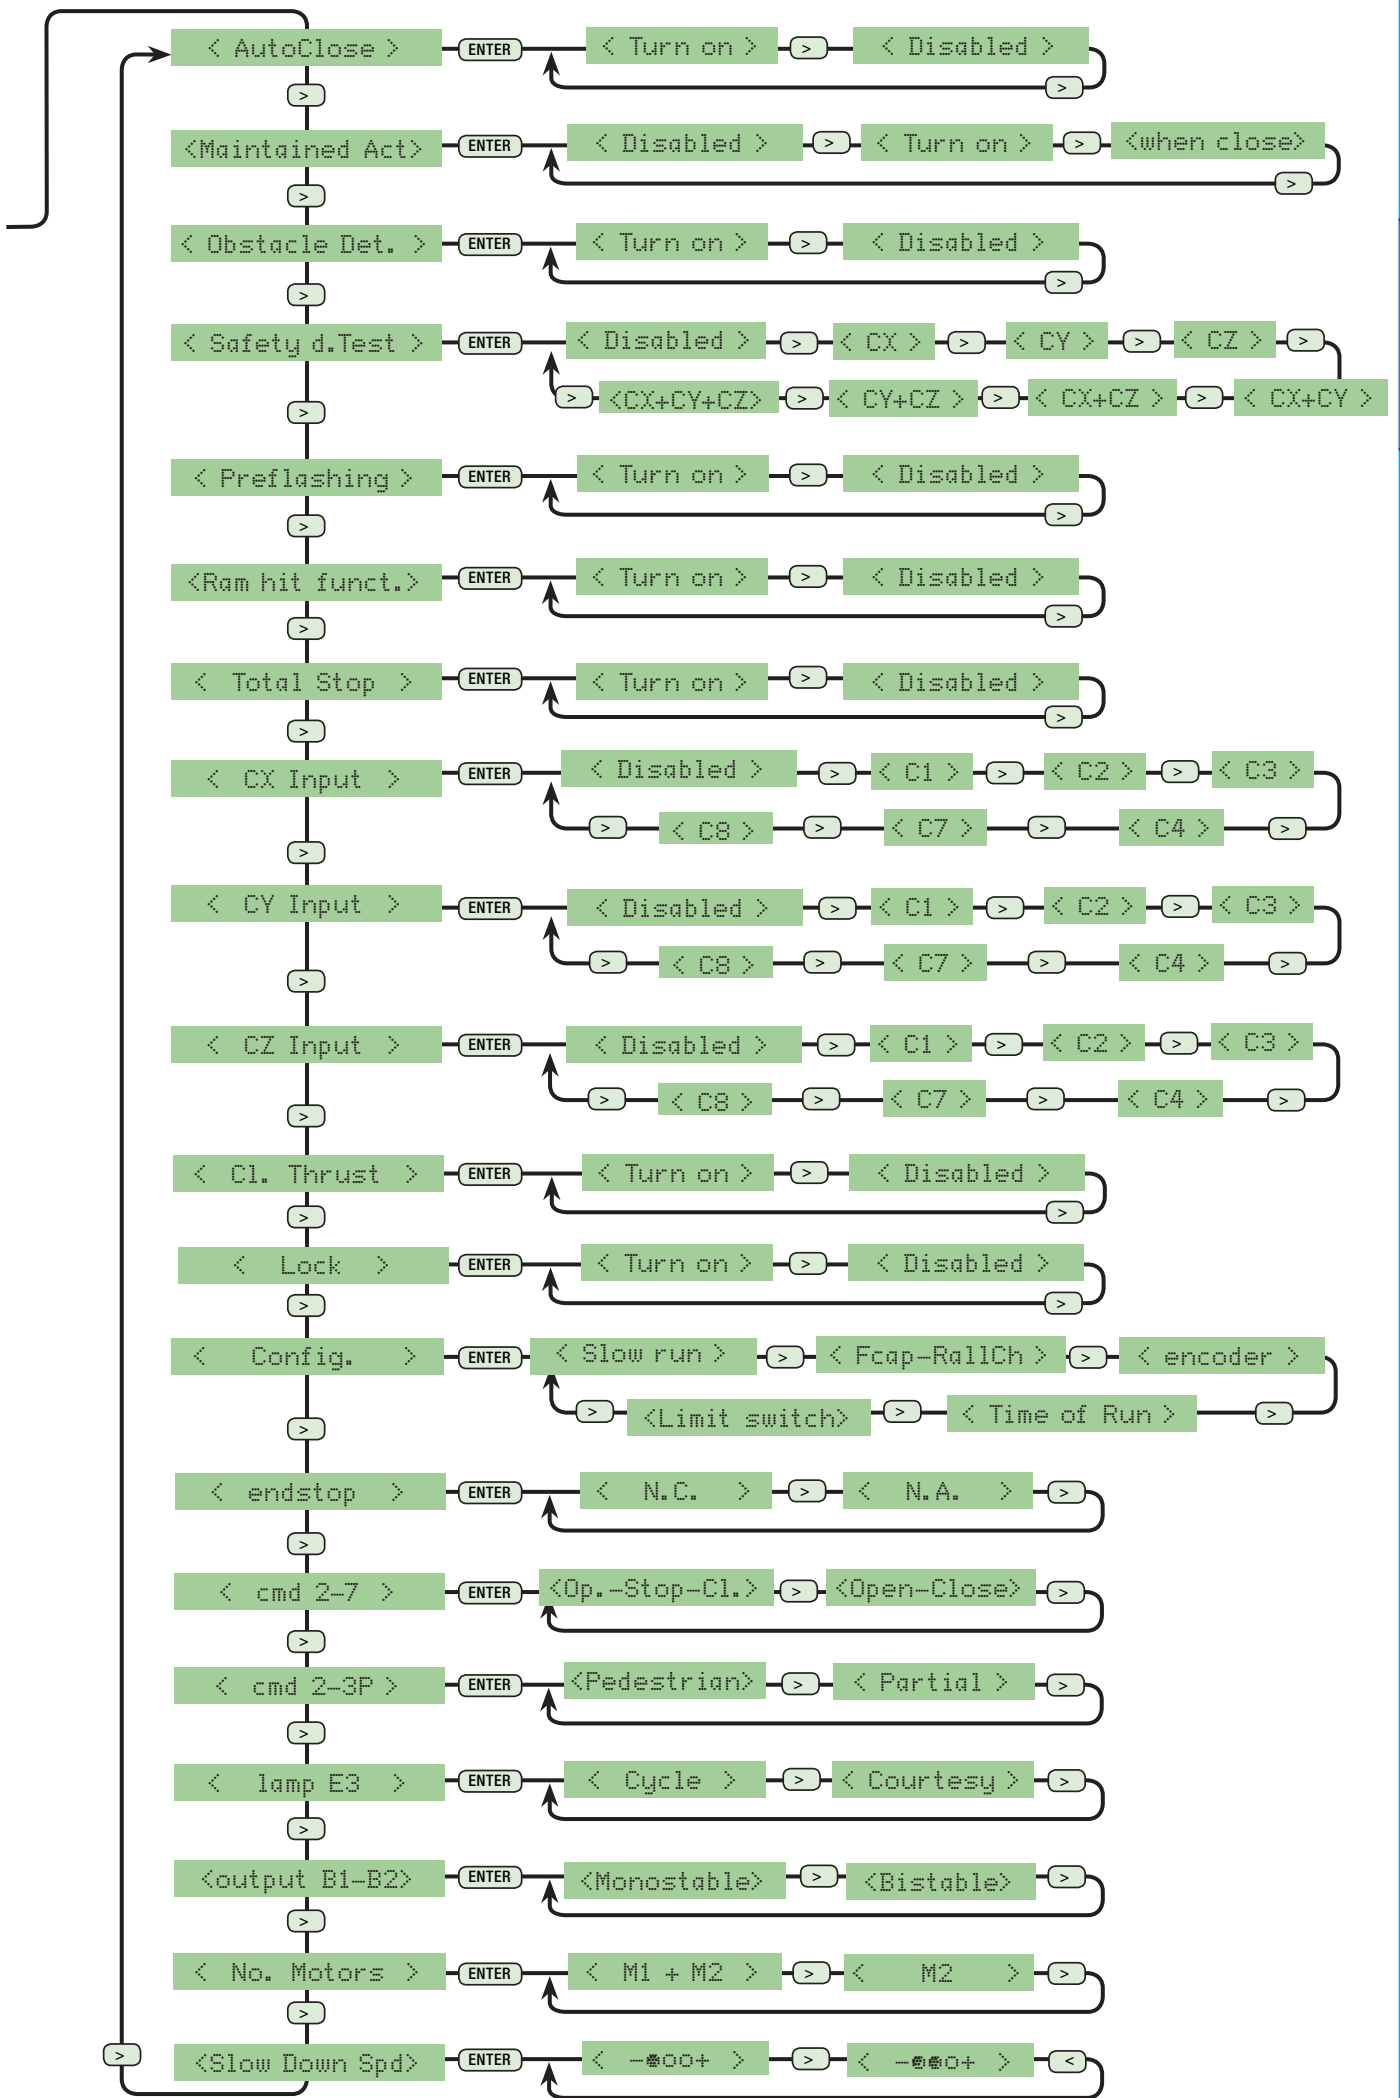 < AutoClose > ENTER < Turn on > > < Disabled >
> >
<Maintained Act> ENTER < Disabled > > < Turn on > > <when close>
> >
< Obstacle Det. > ENTER < Turn on > > < Disabled >
> >
< Safety d.Test > ENTER < Disabled > > < CX > > < CY > > < CZ > >
> > <CX+CY+CZ> > < CY+CZ > > < CX+CZ > > < CX+CY >
< Preflashing > ENTER < Turn on > > < Disabled >
> >
<Ram hit funct.> ENTER < Turn on > > < Disabled >
> >
< Total Stop > ENTER < Turn on > > < Disabled >
> >
< CX Input > ENTER < Disabled > > < C1 > > < C2 > > < C3 >
> < C8 > > < C7 > > < C4 > >
>
< CY Input > ENTER < Disabled > > < C1 > > < C2 > > < C3 >
> < C8 > > < C7 > > < C4 > >
>
< CZ Input > ENTER < Disabled > > < C1 > > < C2 > > < C3 >
> < C8 > > < C7 > > < C4 > >
>
< Cl. Thrust > ENTER < Turn on > > < Disabled >
> >
< Lock > ENTER < Turn on > > < Disabled >
> >
< Config. > ENTER < Slow run > > < Fcap-RallCh > > < encoder >
> > <Limit switch> > < Time of Run > >
< endstop > ENTER < N.C. > > < N.A. > >
>
< cmd 2-7 > ENTER <Op.-Stop-Cl.> > <Open-Close> >
>
< cmd 2-3P > ENTER <Pedestrian> > < Partial > >
>
< lamp E3 > ENTER < Cycle > > < Courtesy > >
>
<output B1-B2> ENTER <Monostable> > <Bistable> >
>
< No. Motors > ENTER < M1 + M2 > > < M2 > >
>
> <Slow Down Spd> ENTER < -●○○+ > > < -●●○+ > <